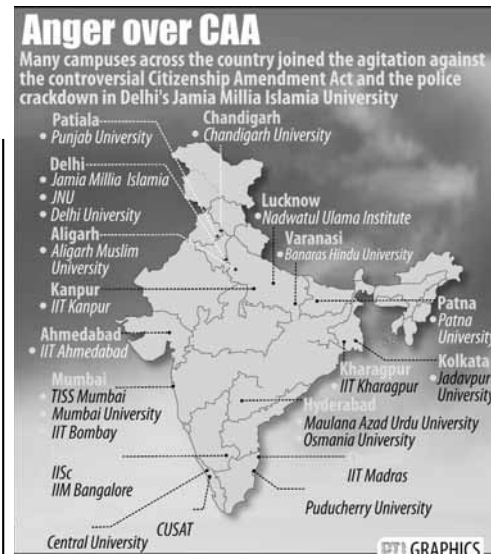 Anger over CAA
Many campuses across the country joined the agitation against
the controversial Citizenship Amendment Act and the police
crackdown in Delhi's Jamia Millia Islamia University
Patiala
• Punjab University
Chandigarh
• Chandigarh University
Delhi
• Jamia Millia Islamia
• JNU
• Delhi University
Lucknow
• Nadwatul Ulama Institute
Aligarh
• Aligarh Muslim
University
Varanasi
• Banaras Hindu University
Kanpur
• IIT Kanpur
Patna
• Patna
University
Ahmedabad
• IIT Ahmedabad
Kolkata
• Jadavpur
University
Kharagpur
IIT Kharagpur
Mumbai
• TISS Mumbai
Mumbai University
IIT Bombay
Hyderabad
Maulana Azad Urdu University
Osmania University
IISc
IIM Bangalore
IIT Madras
Puducherry University
CUSAT
Central University
PTI GRAPHICS